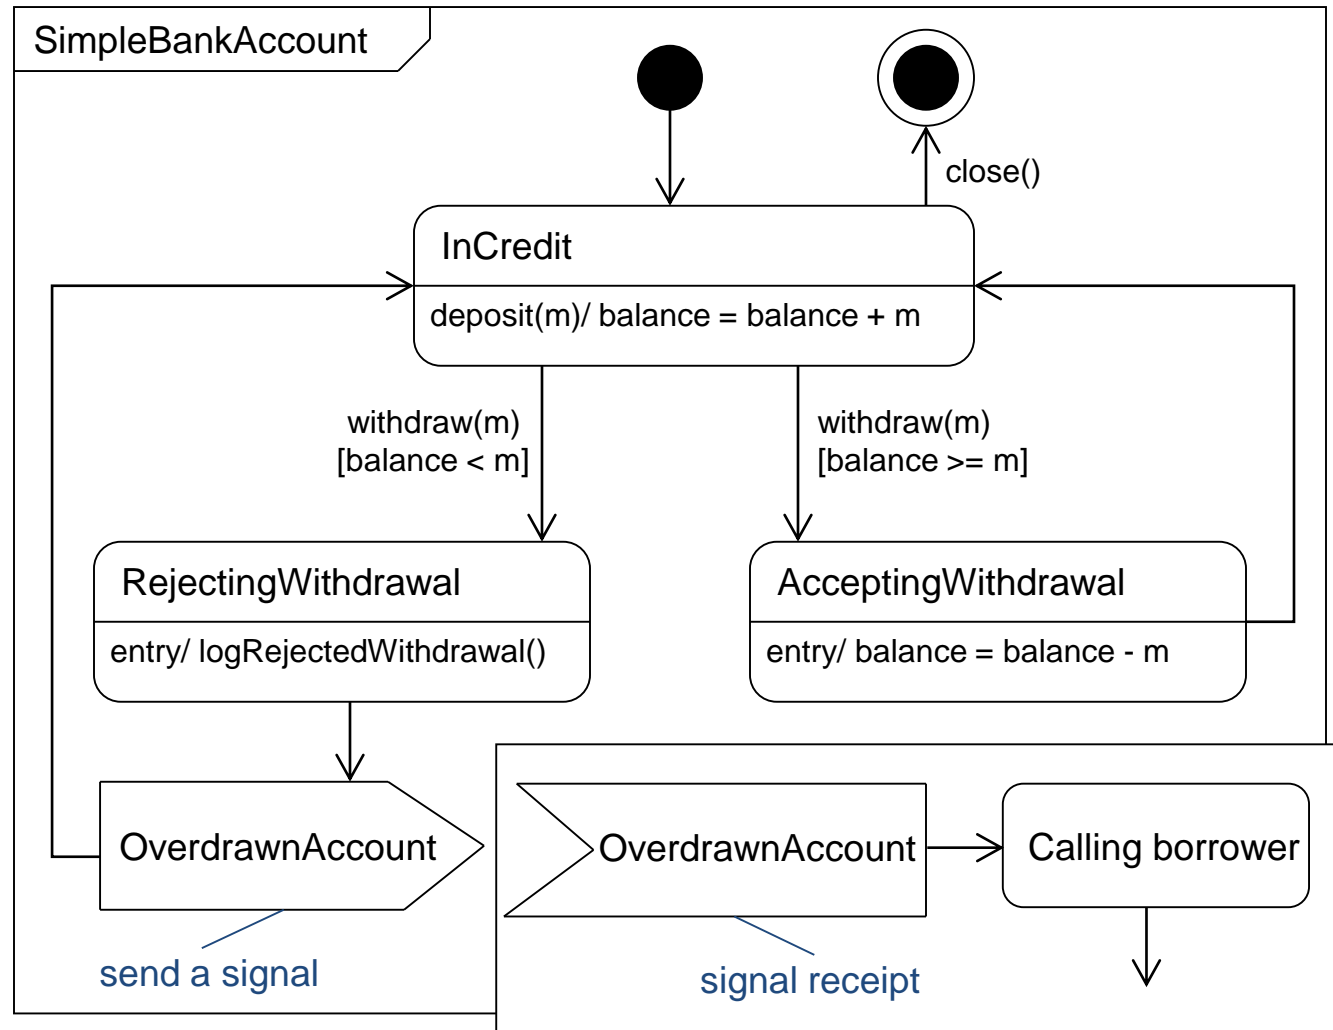 SimpleBankAccount
close()
InCredit
deposit(m)/ balance = balance + m
withdraw(m)
[balance < m]
withdraw(m)
[balance >= m]
RejectingWithdrawal
entry/ logRejectedWithdrawal()
AcceptingWithdrawal
entry/ balance = balance - m
OverdrawnAccount
OverdrawnAccount
Calling borrower
send a signal
signal receipt